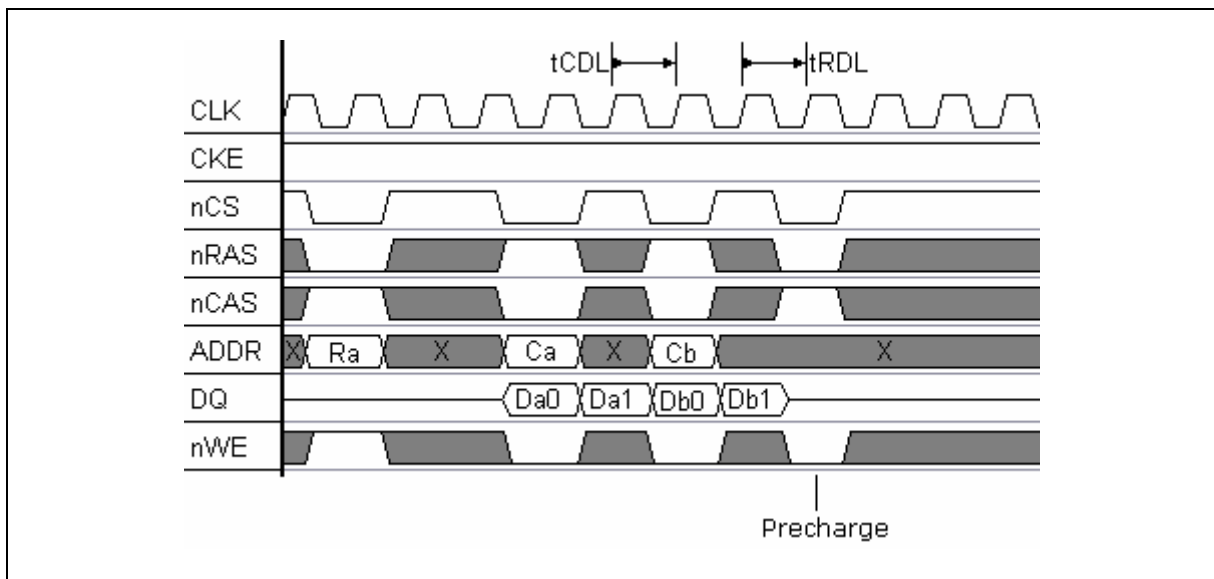 tCDL tRDL
CLK
CKE
nCS
nRAS
nCAS
ADDR X Ra X Ca X Cb X
DQ Da0 Da1 Db0 Db1
nWE
Precharge